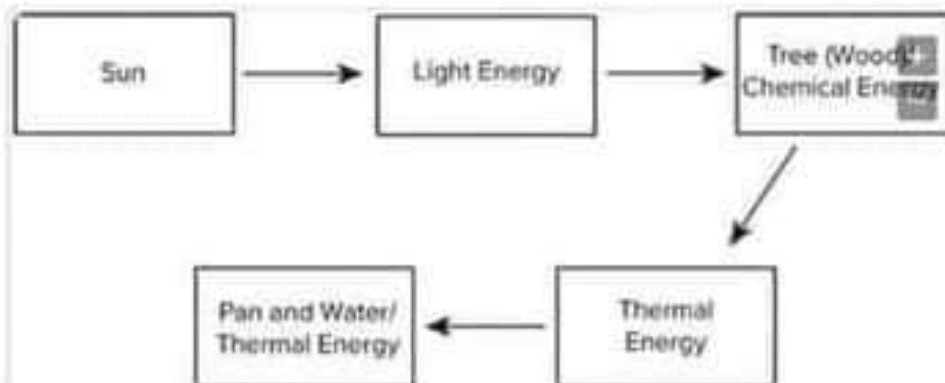 Sun
Light Energy
Tree (Wood)/
Chemical Energy
Thermal
Energy
Pan and Water/
Thermal Energy